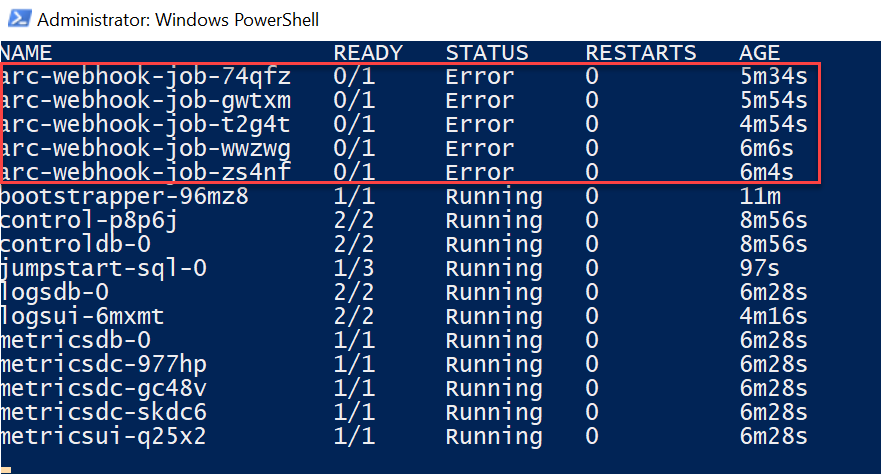 Administrator: Windows PowerShell
NAME READY STATUS RESTARTS AGE
arc-webhook-job-74qfz 0/1 Error 0 5m34s
arc-webhook-job-gwtxm 0/1 Error 0 5m54s
arc-webhook-job-t2g4t 0/1 Error 0 4m54s
arc-webhook-job-wwzwg 0/1 Error 0 6m6s
arc-webhook-job-zs4nf 0/1 Error 0 6m4s
bootstrapper-96mz8 1/1 Running 0 11m
control-p8p6j 2/2 Running 0 8m56s
controldb-0 2/2 Running 0 8m56s
jumpstart-sql-0 1/3 Running 0 97s
logsdb-0 2/2 Running 0 6m28s
logsui-6mxmt 2/2 Running 0 4m16s
metricsdb-0 1/1 Running 0 6m28s
metricsdc-977hp 1/1 Running 0 6m28s
metricsdc-gc48v 1/1 Running 0 6m28s
metricsdc-skdc6 1/1 Running 0 6m28s
metricsui-q25x2 1/1 Running 0 6m28s